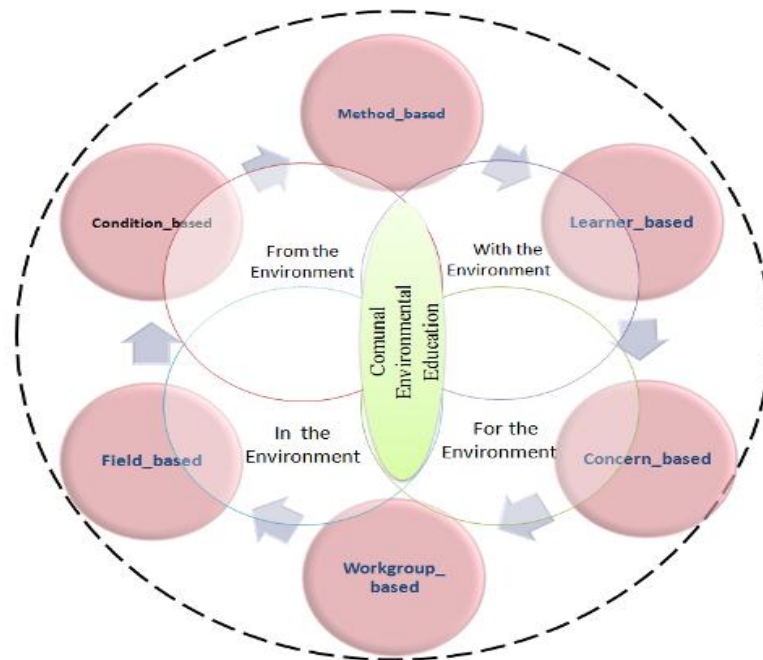 Method_based
Condition_based
Learner_based
From the
Environment
With the
Environment
Comunal
Environmental
Education
In the
Environment
For the
Environment
Field_based
Concern_based
Workgroup_
based